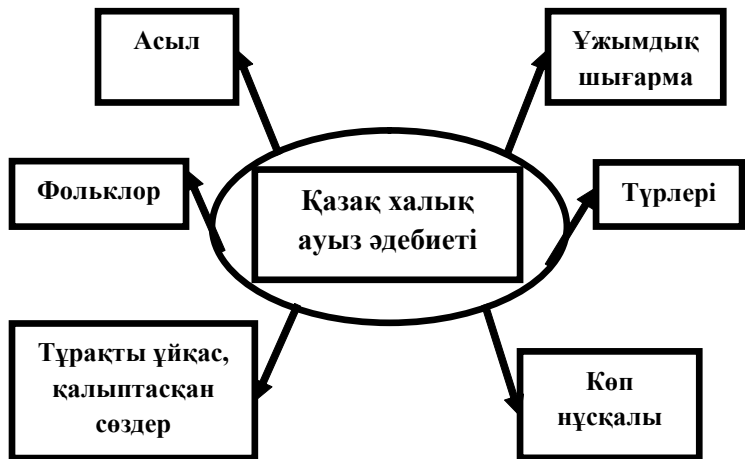 Асыл
Ұжымдық
шығарма
Фольклор
Қазақ халық
ауыз әдебиеті
Түрлері
Тұрақты ұйқас,
қалыптасқан
сөздер
Көп
нұсқалы